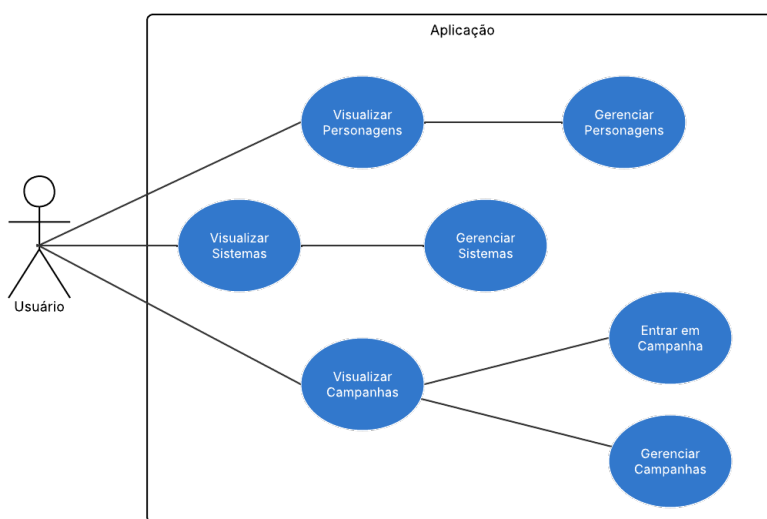 Aplicação
Visualizar
Personagens
Gerenciar
Personagens
Visualizar
Sistemas
Gerenciar
Sistemas
Usuário
Entrar em
Campanha
Visualizar
Campanhas
Gerenciar
Campanhas